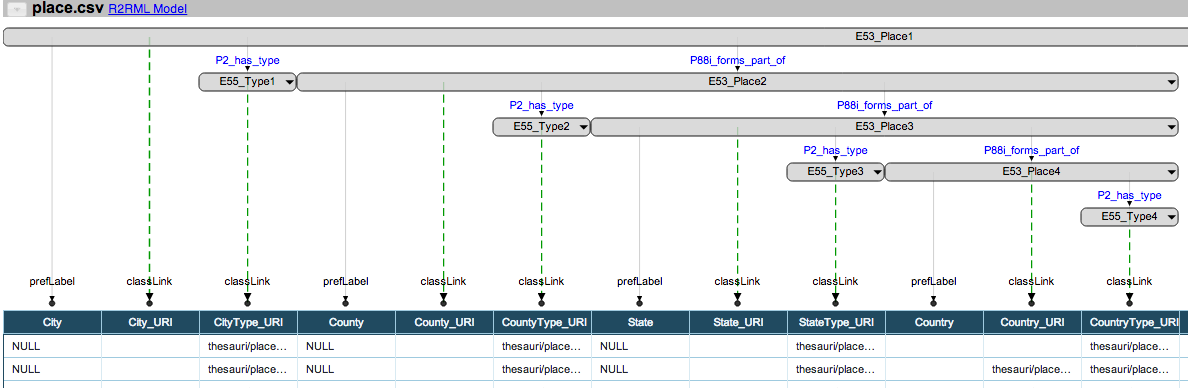 place.csv R2RML Model
E53_Place1
P2_has_type P88i_forms_part_of
E55_Type1 E53_Place2
P2_has_type P88i_forms_part_of
E55_Type2 E53_Place3
P2_has_type P88i_forms_part_of
E55_Type3 E53_Place4
P2_has_type
E55_Type4
prefLabel classLink classLink prefLabel classLink classLink prefLabel classLink classLink prefLabel classLink classLink
City City_URI CityType_URI County County_URI CountyType_URI State State_URI StateType_URI Country Country_URI CountryType_URI
NULL thesauri/place... NULL thesauri/place... NULL thesauri/place... thesauri/place...
NULL thesauri/place... NULL thesauri/place... NULL thesauri/place... thesauri/place... thesauri/place...